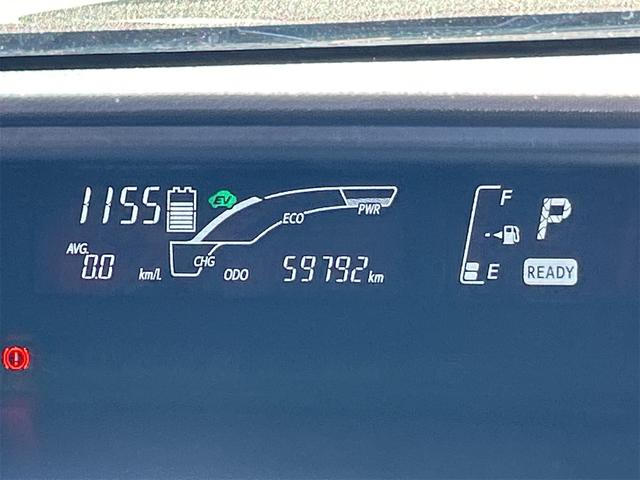 1155
EV
F
P
ECO
PWR
AVG.
0.0 km/L
CHG
ODO 59792 km
E
READY